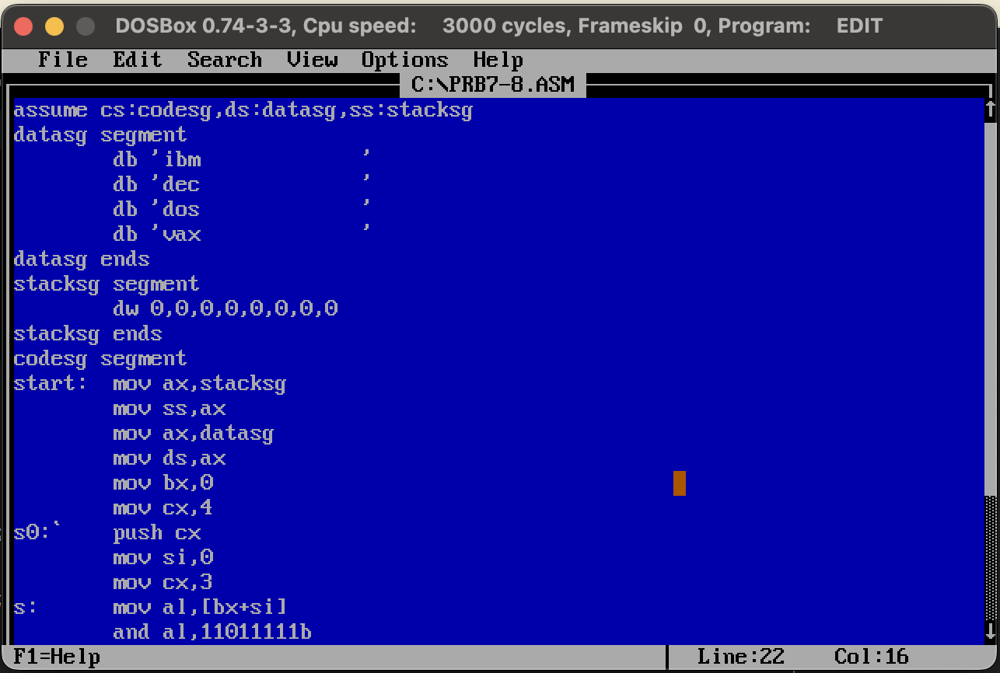 DOSBox 0.74-3-3, Cpu speed:    3000 cycles, Frameskip  0, Program:    EDIT
File  Edit  Search  View  Options  Help
C:\PRB7-8.ASM
assume cs:codesg,ds:datasg,ss:stacksg
datasg segment
        db 'ibm             '
        db 'dec             '
        db 'dos             '
        db 'vax             '
datasg ends
stacksg segment
        dw 0,0,0,0,0,0,0,0
stacksg ends
codesg segment
start:  mov ax,stacksg
        mov ss,ax
        mov ax,datasg
        mov ds,ax
        mov bx,0
        mov cx,4
s0:`    push cx
        mov si,0
        mov cx,3
s:      mov al,[bx+si]
        and al,11011111b
F1=Help    Line:22    Col:16